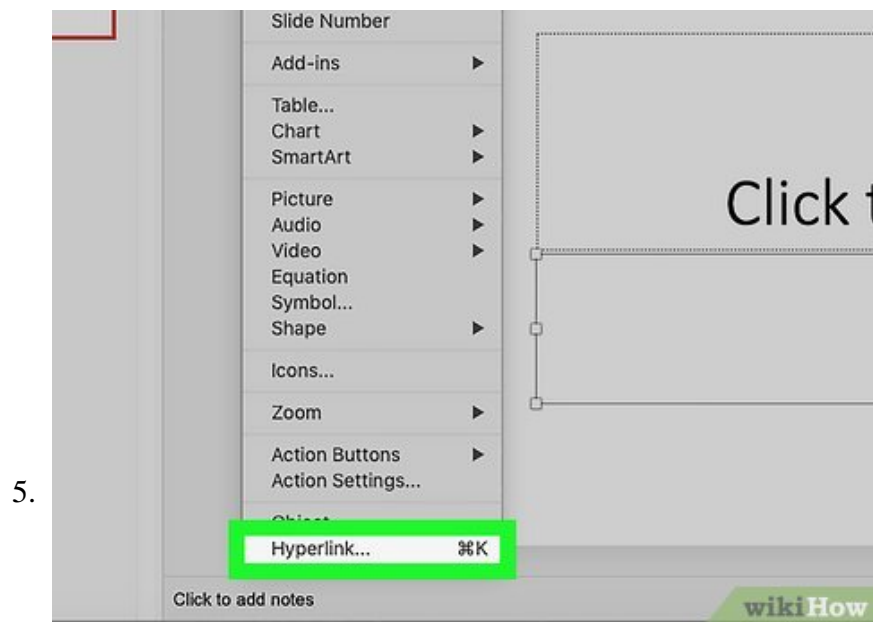 Slide Number
Add-ins
Table...
Chart
SmartArt
Picture
Audio
Video
Equation
Symbol...
Shape
Icons...
Zoom
Action Buttons
Action Settings...
Hyperlink... ⌘K
Click to add notes
Click
5.
wikiHow